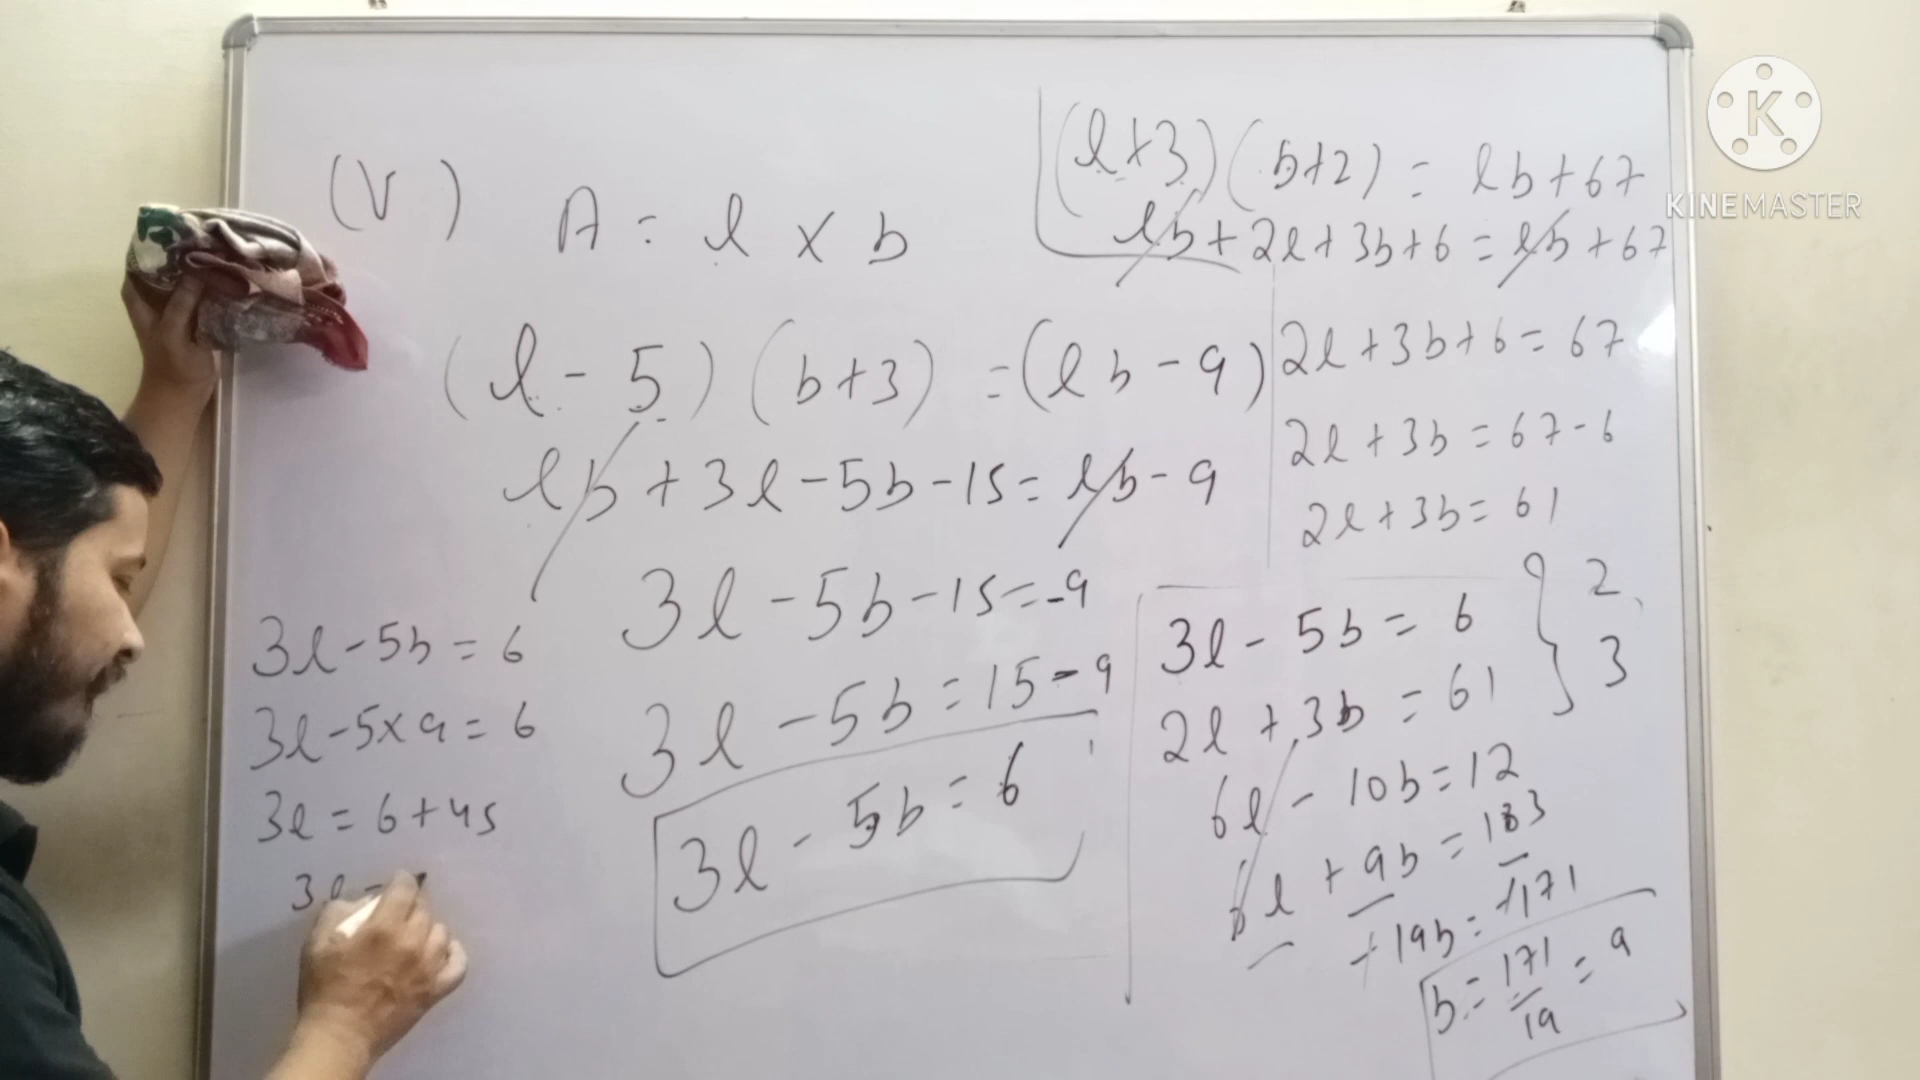 (V)
A = l × b
(l - 5) (b+3) = (lb - 9)
lb + 3l - 5b - 15 = lb - 9
3l - 5b - 15 = -9
3l - 5b = 15 - 9
3l - 5b = 6
(l+3) (b+2) = lb + 67
lb + 2l + 3b + 6 = lb + 67
2l + 3b + 6 = 67
2l + 3b = 67 - 6
2l + 3b = 61
3l - 5b = 6 } 2
2l + 3b = 61 } 3
6l - 10b = 12
6l + 9b = 183
+ 19b = +171
b = 171/19 = 9
3l - 5b = 6
3l - 5×9 = 6
3l = 6 + 45
3l =
K
KINEMASTER